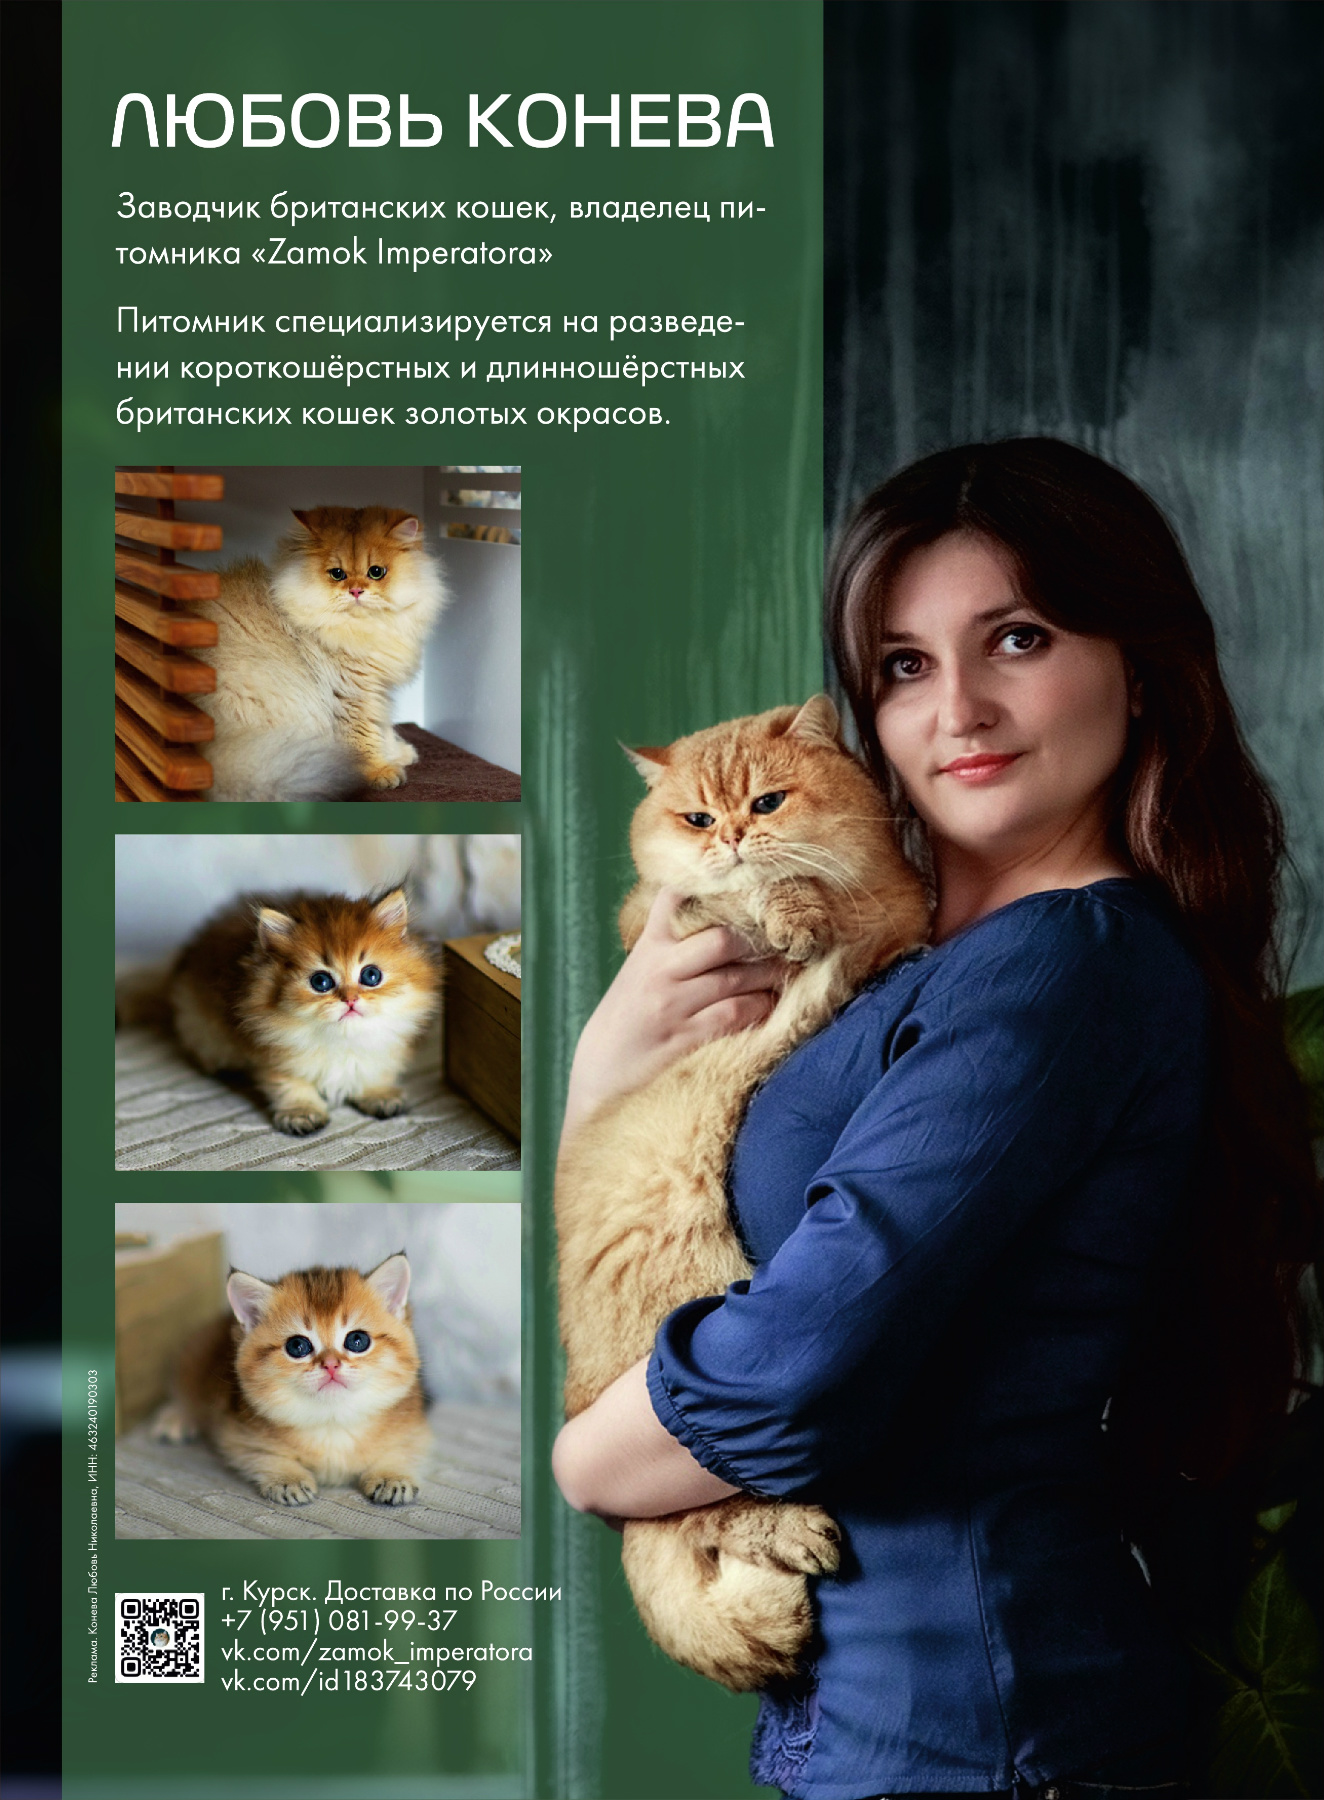 ЛЮБОВЬ КОНЕВА
Заводчик британских кошек, владелец пи-
томника «Zamok Imperatora»
Питомник специализируется на разведе-
нии короткошёрстных и длинношёрстных
британских кошек золотых окрасов.
г. Курск. Доставка по России
+7 (951) 081-99-37
vk.com/zamok_imperatora
vk.com/id183743079
Реклама. Конева Любовь Николаевна, ИНН: 463240190303